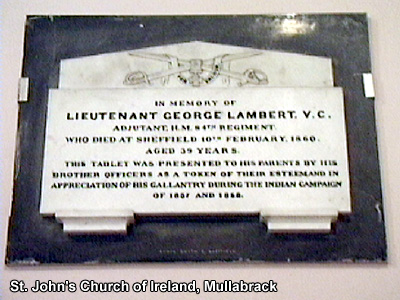 IN MEMORY OF
LIEUTENANT GEORGE LAMBERT, V.C.
ADJUTANT, H.M. 84TH REGIMENT.
WHO DIED AT SHEFFIELD 10TH FEBRUARY, 1860.
AGED 39 YEARS.
THIS TABLET WAS PRESENTED TO HIS PARENTS BY HIS
BROTHER OFFICERS AS A TOKEN OF THEIR ESTEEM AND IN
APPRECIATION OF HIS GALLANTRY DURING THE INDIAN CAMPAIGN
OF 1857 AND 1858.
St. John's Church of Ireland, Mullabrack